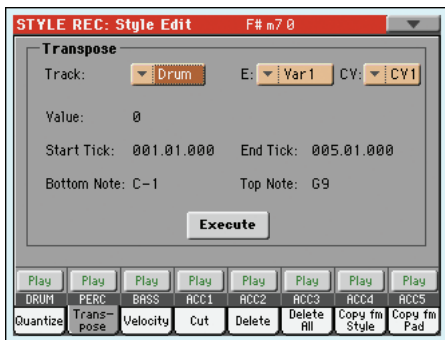 STYLE REC: Style Edit F#m7 0
Transpose
Track: Drum E: Var1 CV: CV1
Value: 0
Start Tick: 001.01.000 End Tick: 005.01.000
Bottom Note: C-1 Top Note: G9
Execute
Play Play Play Play Play Play Play Play
DRUM PERC BASS ACC1 ACC2 ACC3 ACC4 ACC5
Quantize Trans-pose Velocity Cut Delete Delete All Copy fm Style Copy fm Pad